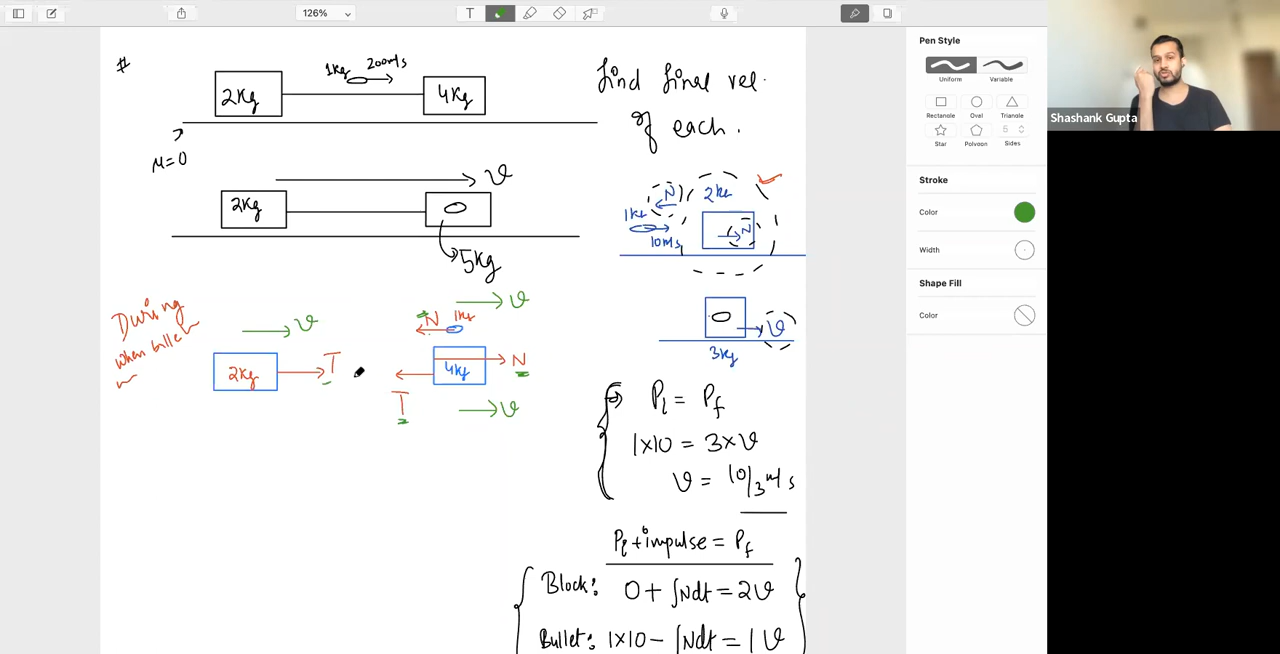 126%
T
#
1kg 200m/s
2kg
4kg
μ=0
find final vel.
of each.
v
2kg
5kg
N
2kg
1kg
10m/s
N
v
3kg
During
when bullet
v
2kg
T
v
N 1kg
4kg
N
T
v
Pi = Pf
1×10 = 3×v
v = 10/3 m/s
Pi + impulse = Pf
Block: 0 + ∫Ndt = 2v
Bullet: 1×10 − ∫Ndt = 1v
Pen Style
Uniform Variable
Rectangle Oval Triangle
5
Star Polygon Sides
Stroke
Color
Width
Shape Fill
Color
Shashank Gupta